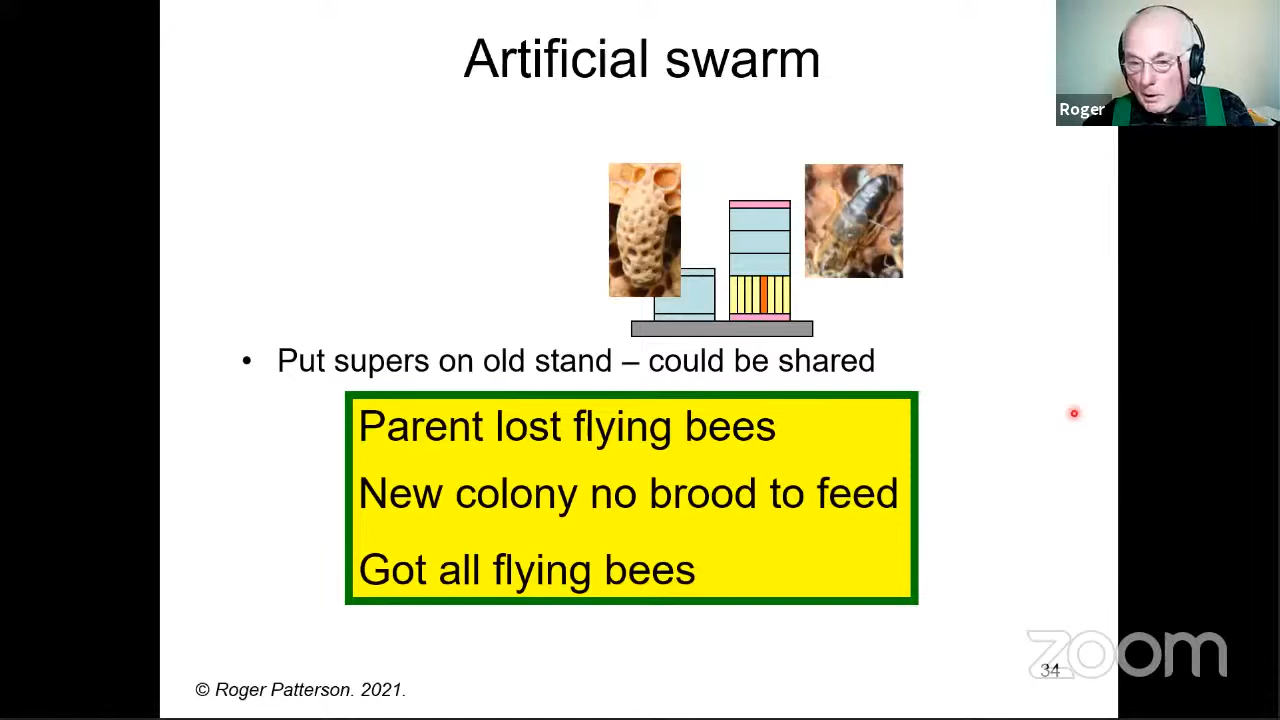 Artificial swarm
Roger
• Put supers on old stand – could be shared
Parent lost flying bees
New colony no brood to feed
Got all flying bees
zoom
34
© Roger Patterson. 2021.